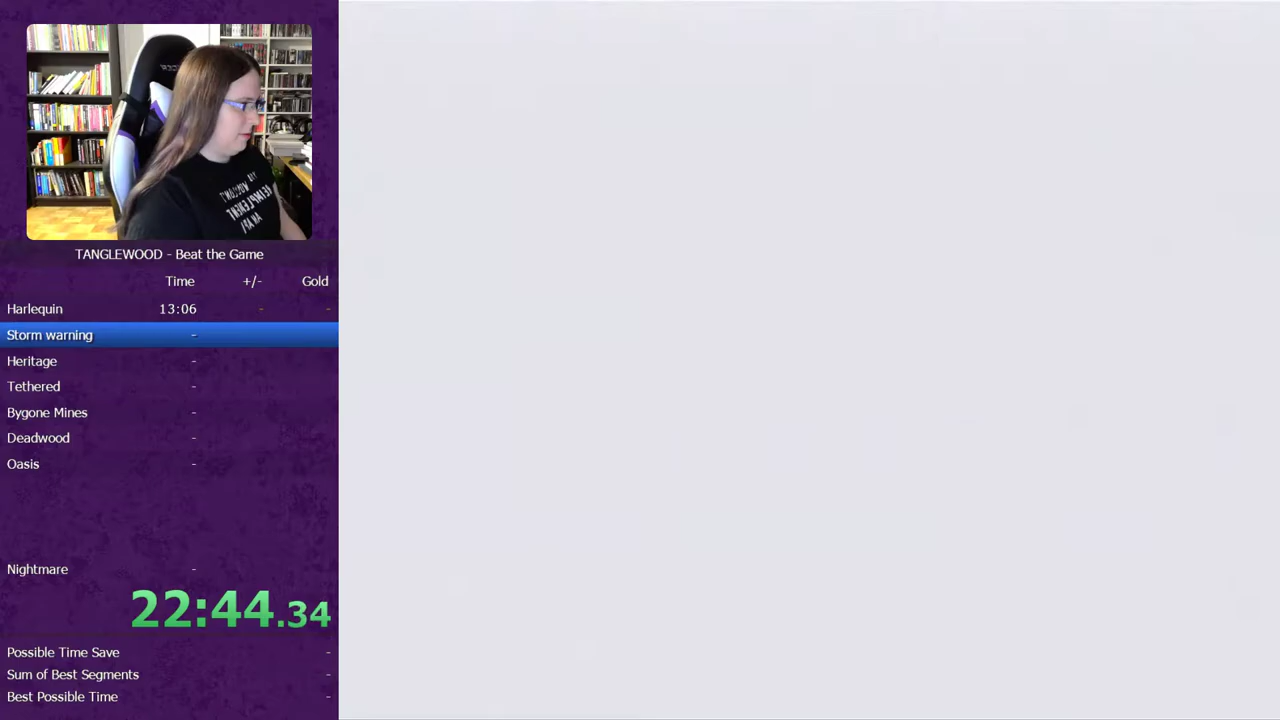 TANGLEWOOD - Beat the Game
Time +/- Gold
Harlequin 13:06 - -
Storm warning -
Heritage -
Tethered -
Bygone Mines -
Deadwood -
Oasis -
Nightmare -
22:44.34
Possible Time Save -
Sum of Best Segments -
Best Possible Time -